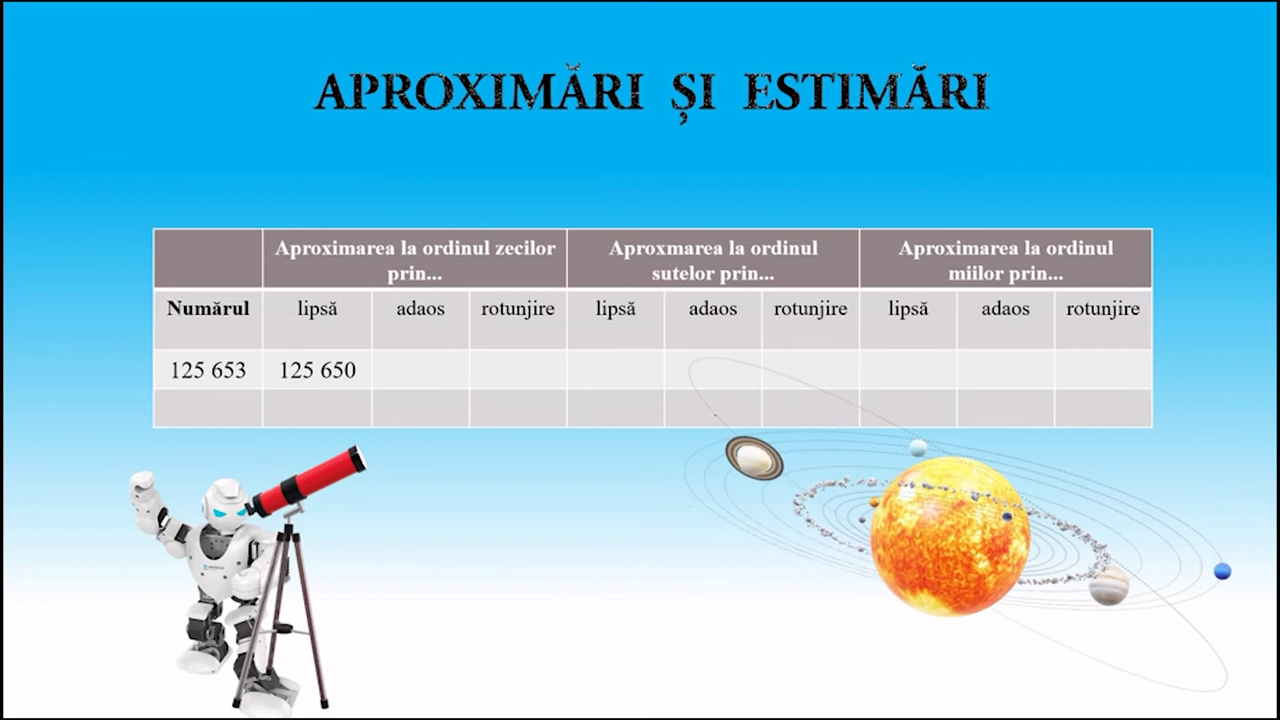 APROXIMĂRI ȘI ESTIMĂRI
Aproximarea la ordinul zecilor
prin...
Aproxmarea la ordinul
sutelor prin...
Aproximarea la ordinul
miilor prin...
Numărul lipsă adaos rotunjire lipsă adaos rotunjire lipsă adaos rotunjire
125 653 125 650